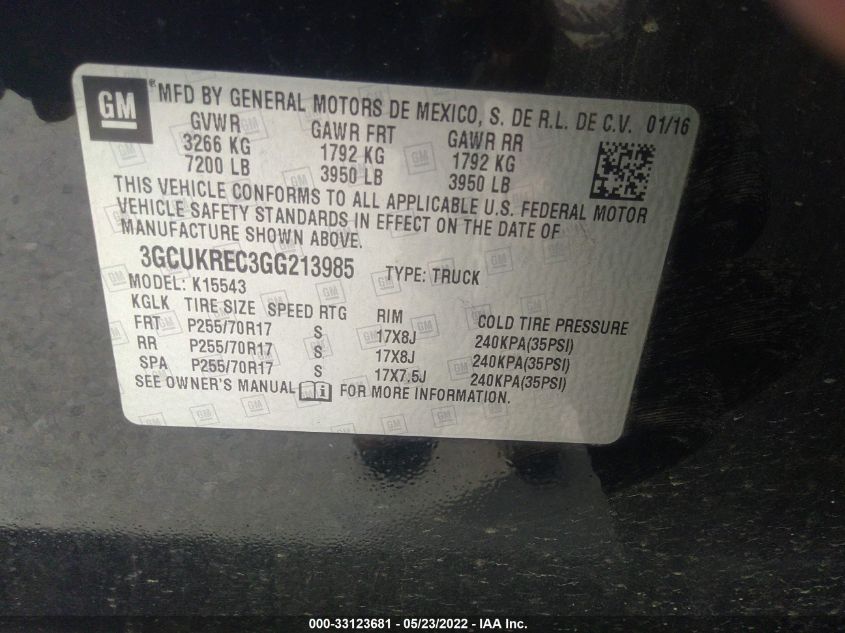 GM ® MFD BY GENERAL MOTORS DE MEXICO, S. DE R.L. DE C.V. 01/16
GVWR GAWR FRT GAWR RR
3266 KG 1792 KG 1792 KG
7200 LB 3950 LB 3950 LB
THIS VEHICLE CONFORMS TO ALL APPLICABLE U.S. FEDERAL MOTOR
VEHICLE SAFETY STANDARDS IN EFFECT ON THE DATE OF
MANUFACTURE SHOWN ABOVE.
3GCUKREC3GG213985 TYPE: TRUCK
MODEL: K15543
KGLK TIRE SIZE SPEED RTG RIM COLD TIRE PRESSURE
FRT P255/70R17 S 17X8J 240KPA(35PSI)
RR P255/70R17 S 17X8J 240KPA(35PSI)
SPA P255/70R17 S 17X7.5J 240KPA(35PSI)
SEE OWNER'S MANUAL i FOR MORE INFORMATION.
000-33123681 - 05/23/2022 - IAA Inc.